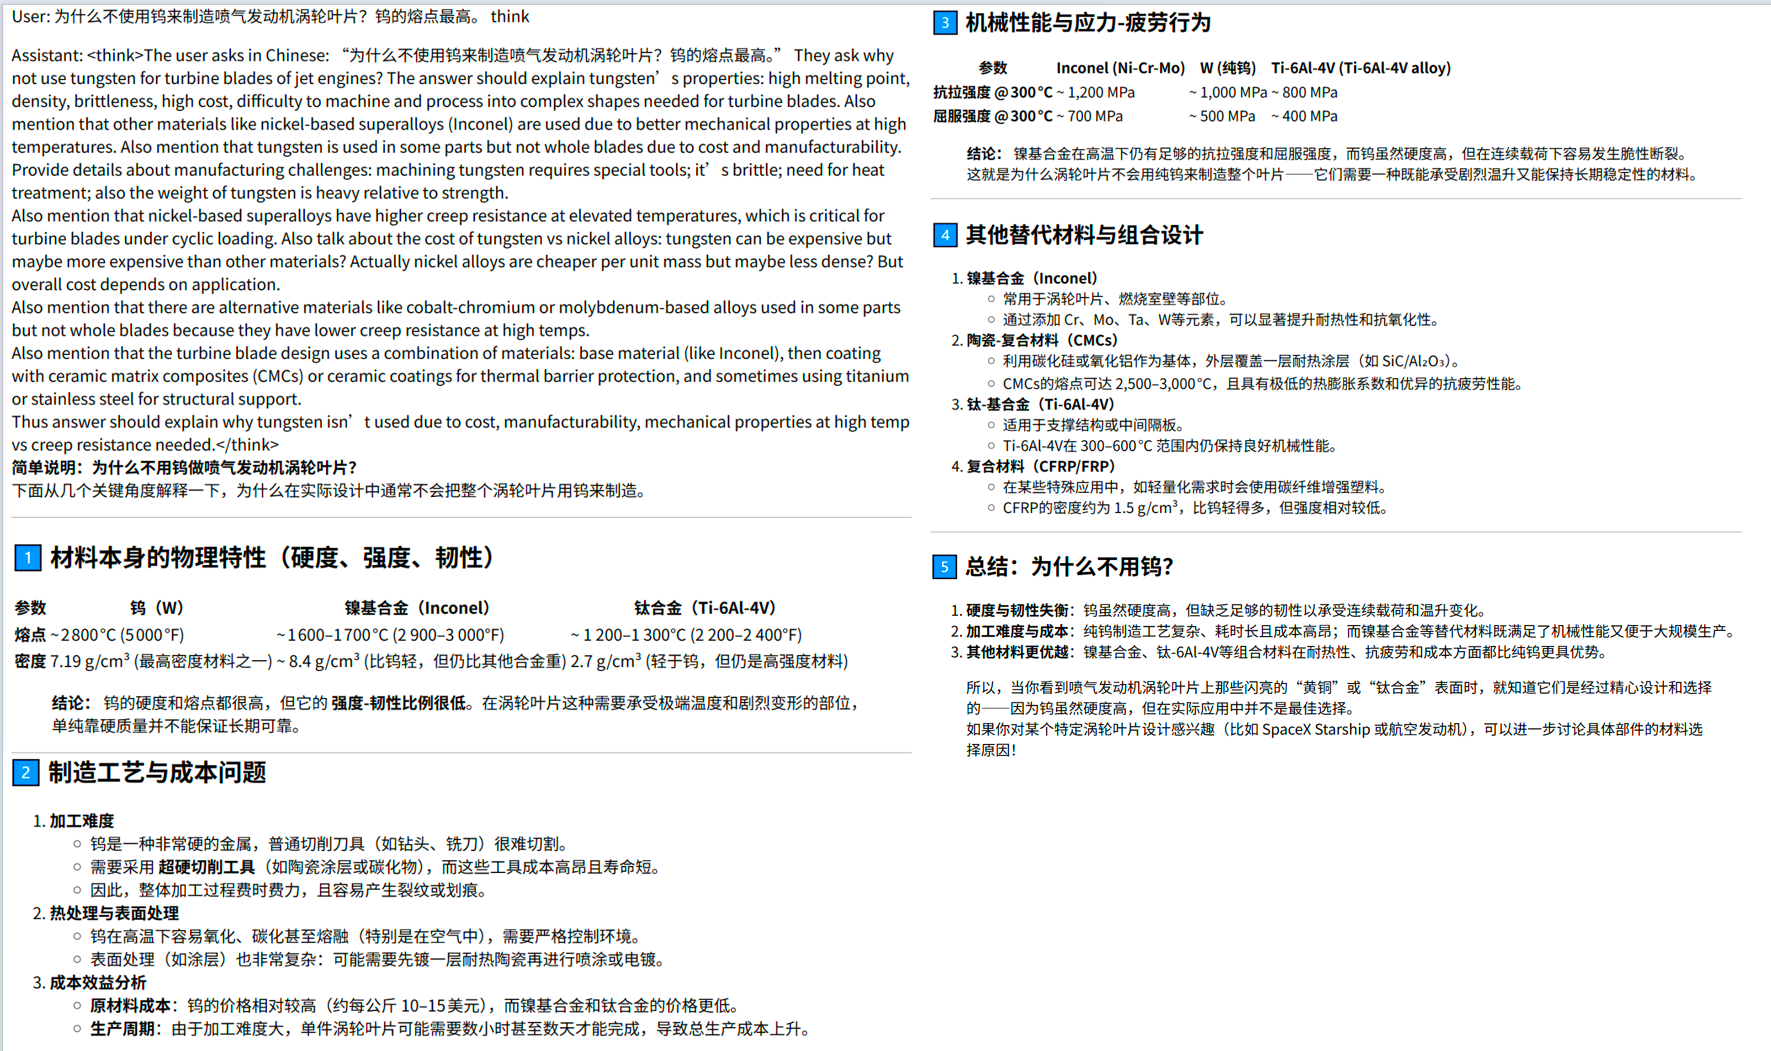 User: 为什么不使用钨来制造喷气发动机涡轮叶片？钨的熔点最高。 think
Assistant: <think>The user asks in Chinese: “为什么不使用钨来制造喷气发动机涡轮叶片？钨的熔点最高。” They ask why
not use tungsten for turbine blades of jet engines? The answer should explain tungsten’s properties: high melting point,
density, brittleness, high cost, difficulty to machine and process into complex shapes needed for turbine blades. Also
mention that other materials like nickel-based superalloys (Inconel) are used due to better mechanical properties at high
temperatures. Also mention that tungsten is used in some parts but not whole blades due to cost and manufacturability.
Provide details about manufacturing challenges: machining tungsten requires special tools; it’s brittle; need for heat
treatment; also the weight of tungsten is heavy relative to strength.
Also mention that nickel-based superalloys have higher creep resistance at elevated temperatures, which is critical for
turbine blades under cyclic loading. Also talk about the cost of tungsten vs nickel alloys: tungsten can be expensive but
maybe more expensive than other materials? Actually nickel alloys are cheaper per unit mass but maybe less dense? But
overall cost depends on application.
Also mention that there are alternative materials like cobalt-chromium or molybdenum-based alloys used in some parts
but not whole blades because they have lower creep resistance at high temps.
Also mention that the turbine blade design uses a combination of materials: base material (like Inconel), then coating
with ceramic matrix composites (CMCs) or ceramic coatings for thermal barrier protection, and sometimes using titanium
or stainless steel for structural support.
Thus answer should explain why tungsten isn’t used due to cost, manufacturability, mechanical properties at high temp
vs creep resistance needed.</think>
简单说明：为什么不用钨做喷气发动机涡轮叶片？
下面从几个关键角度解释一下，为什么在实际设计中通常不会把整个涡轮叶片用钨来制造。
1 材料本身的物理特性（硬度、强度、韧性）
参数 钨（W） 镍基合金（Inconel） 钛合金（Ti-6Al-4V）
熔点 ~2800°C (5000°F) ~1600–1700°C (2 900–3 000°F) ~ 1 200–1 300°C (2 200–2 400°F)
密度 7.19 g/cm³ (最高密度材料之一) ~ 8.4 g/cm³ (比钨轻，但仍比其他合金重) 2.7 g/cm³ (轻于钨，但仍是高强度材料)
结论： 钨的硬度和熔点都很高，但它的 强度-韧性比例很低。在涡轮叶片这种需要承受极端温度和剧烈变形的部位，
单纯靠硬质量并不能保证长期可靠。
2 制造工艺与成本问题
1. 加工难度
○ 钨是一种非常硬的金属，普通切削刀具（如钻头、铣刀）很难切割。
○ 需要采用 超硬切削工具（如陶瓷涂层或碳化物），而这些工具成本高昂且寿命短。
○ 因此，整体加工过程费时费力，且容易产生裂纹或划痕。
2. 热处理与表面处理
○ 钨在高温下容易氧化、碳化甚至熔融（特别是在空气中），需要严格控制环境。
○ 表面处理（如涂层）也非常复杂：可能需要先镀一层耐热陶瓷再进行喷涂或电镀。
3. 成本效益分析
○ 原材料成本：钨的价格相对较高（约每公斤 10–15美元），而镍基合金和钛合金的价格更低。
○ 生产周期：由于加工难度大，单件涡轮叶片可能需要数小时甚至数天才能完成，导致总生产成本上升。
3 机械性能与应力-疲劳行为
参数 Inconel (Ni-Cr-Mo) W (纯钨) Ti-6Al-4V (Ti-6Al-4V alloy)
抗拉强度 @300°C ~ 1,200 MPa ~ 1,000 MPa ~ 800 MPa
屈服强度 @300°C ~ 700 MPa ~ 500 MPa ~ 400 MPa
结论： 镍基合金在高温下仍有足够的抗拉强度和屈服强度，而钨虽然硬度高，但在连续载荷下容易发生脆性断裂。
这就是为什么涡轮叶片不会用纯钨来制造整个叶片——它们需要一种既能承受剧烈温升又能保持长期稳定性的材料。
4 其他替代材料与组合设计
1. 镍基合金（Inconel）
○ 常用于涡轮叶片、燃烧室壁等部位。
○ 通过添加 Cr、Mo、Ta、W等元素，可以显著提升耐热性和抗氧化性。
2. 陶瓷-复合材料（CMCs）
○ 利用碳化硅或氧化铝作为基体，外层覆盖一层耐热涂层（如 SiC/Al₂O₃）。
○ CMCs的熔点可达 2,500–3,000°C，且具有极低的热膨胀系数和优异的抗疲劳性能。
3. 钛-基合金（Ti-6Al-4V）
○ 适用于支撑结构或中间隔板。
○ Ti-6Al-4V在 300–600°C 范围内仍保持良好机械性能。
4. 复合材料（CFRP/FRP）
○ 在某些特殊应用中，如轻量化需求时会使用碳纤维增强塑料。
○ CFRP的密度约为 1.5 g/cm³，比钨轻得多，但强度相对较低。
5 总结：为什么不用钨？
1. 硬度与韧性失衡：钨虽然硬度高，但缺乏足够的韧性以承受连续载荷和温升变化。
2. 加工难度与成本：纯钨制造工艺复杂、耗时长且成本高昂；而镍基合金等替代材料既满足了机械性能又便于大规模生产。
3. 其他材料更优越：镍基合金、钛-6Al-4V等组合材料在耐热性、抗疲劳和成本方面都比纯钨更具优势。
所以，当你看到喷气发动机涡轮叶片上那些闪亮的“黄铜”或“钛合金”表面时，就知道它们是经过精心设计和选择
的——因为钨虽然硬度高，但在实际应用中并不是最佳选择。
如果你对某个特定涡轮叶片设计感兴趣（比如 SpaceX Starship 或航空发动机），可以进一步讨论具体部件的材料选
择原因！